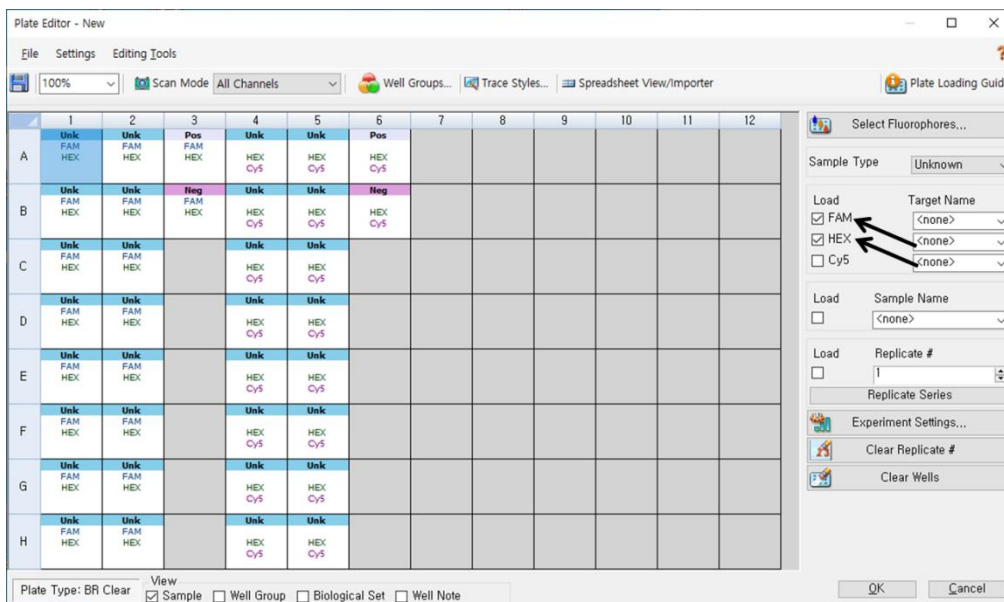 Plate Editor - New
File Settings Editing Tools
100% Scan Mode All Channels Well Groups... Trace Styles... Spreadsheet View/Importer Plate Loading Guid
1 2 3 4 5 6 7 8 9 10 11 12
Unk Unk Pos Unk Unk Pos
FAM FAM FAM
A HEX HEX HEX HEX HEX HEX
Cy5 Cy5 Cy5
Unk Unk Neg Unk Unk Neg
FAM FAM FAM
B HEX HEX HEX HEX HEX HEX
Cy5 Cy5 Cy5
Unk Unk Unk Unk
FAM FAM
C HEX HEX HEX HEX
Cy5 Cy5
Unk Unk Unk Unk
FAM FAM
D HEX HEX HEX HEX
Cy5 Cy5
Unk Unk Unk Unk
FAM FAM
E HEX HEX HEX HEX
Cy5 Cy5
Unk Unk Unk Unk
FAM FAM
F HEX HEX HEX HEX
Cy5 Cy5
Unk Unk Unk Unk
FAM FAM
G HEX HEX HEX HEX
Cy5 Cy5
Unk Unk Unk Unk
FAM FAM
H HEX HEX HEX HEX
Cy5 Cy5
Select Fluorophores...
Sample Type Unknown
Load Target Name
FAM <none>
HEX <none>
Cy5 <none>
Load Sample Name
<none>
Load Replicate #
1
Replicate Series
Experiment Settings...
Clear Replicate #
Clear Wells
Plate Type: BR Clear
View
Sample Well Group Biological Set Well Note
OK Cancel